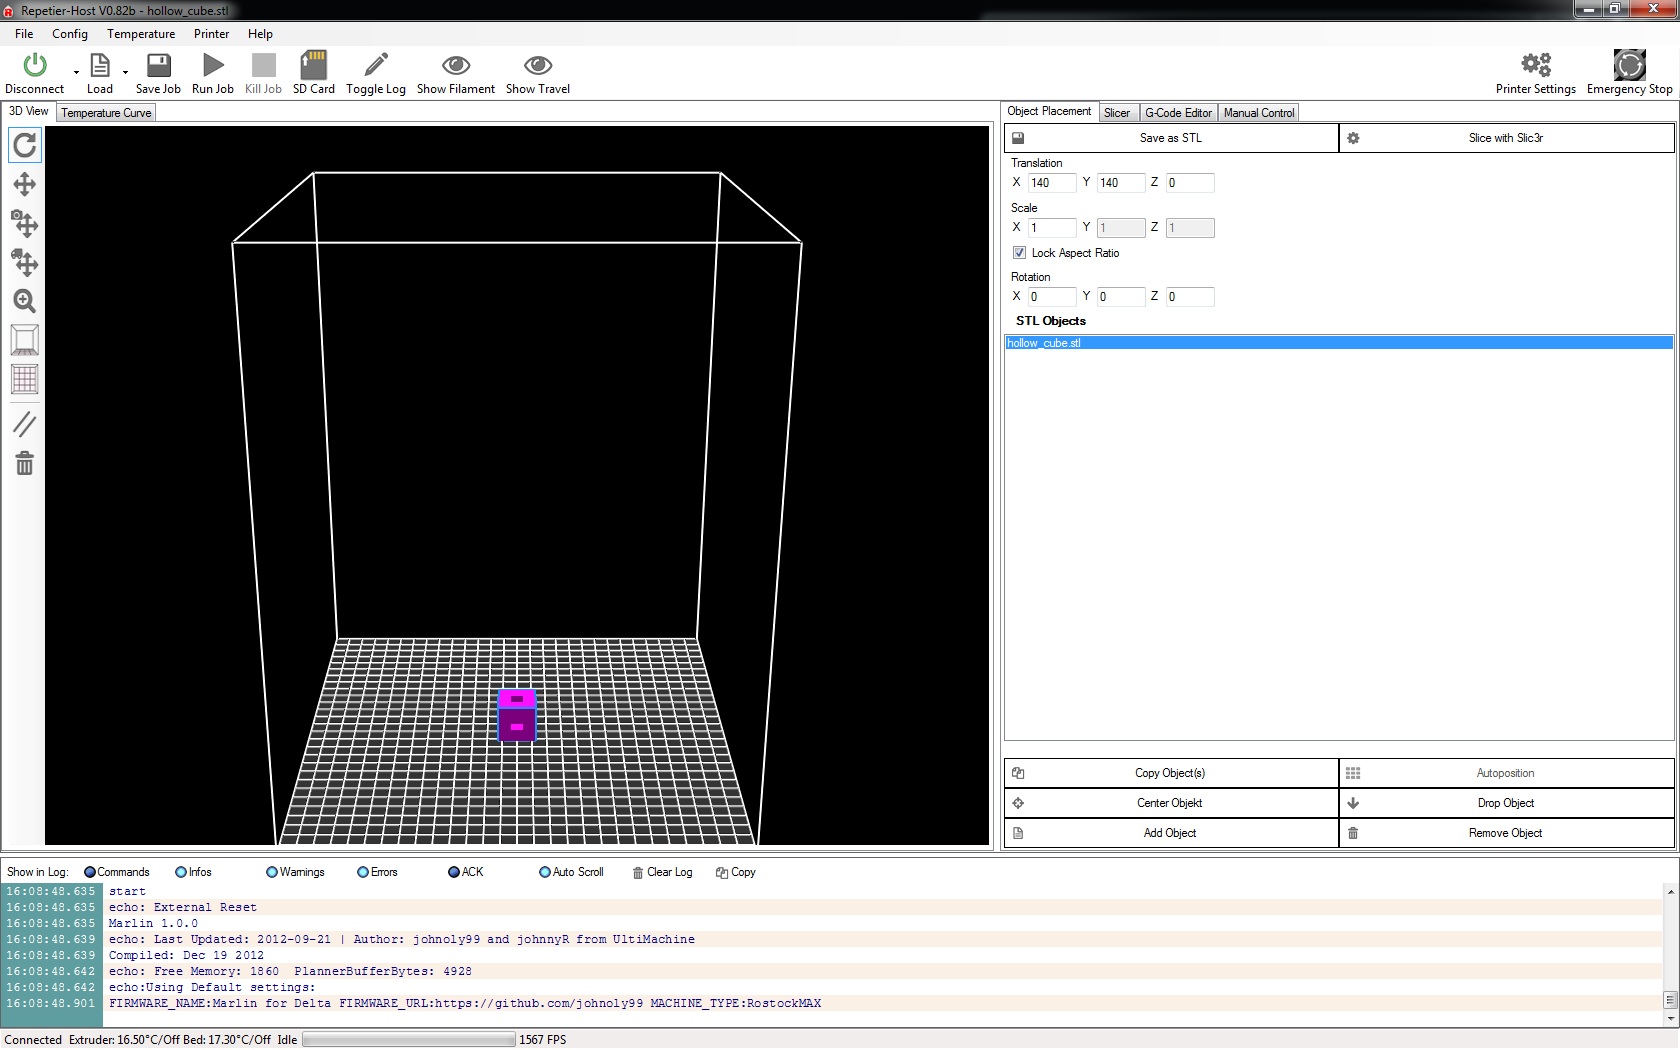 Repetier-Host V0.82b - hollow_cube.stl
File Config Temperature Printer Help
Disconnect Load Save Job Run Job Kill Job SD Card Toggle Log Show Filament Show Travel Printer Settings Emergency Stop
3D View Temperature Curve
Object Placement Slicer G-Code Editor Manual Control
Save as STL Slice with Slic3r
Translation
X 140 Y 140 Z 0
Scale
X 1 Y 1 Z 1
Lock Aspect Ratio
Rotation
X 0 Y 0 Z 0
STL Objects
hollow_cube.stl
Copy Object(s) Autoposition
Center Objekt Drop Object
Add Object Remove Object
Show in Log: Commands Infos Warnings Errors ACK Auto Scroll Clear Log Copy
16:08:48.635 start
16:08:48.635 echo: External Reset
16:08:48.635 Marlin 1.0.0
16:08:48.639 echo: Last Updated: 2012-09-21 | Author: johnoly99 and johnnyR from UltiMachine
16:08:48.639 Compiled: Dec 19 2012
16:08:48.642 echo: Free Memory: 1860  PlannerBufferBytes: 4928
16:08:48.642 echo:Using Default settings:
16:08:48.901 FIRMWARE_NAME:Marlin for Delta FIRMWARE_URL:https://github.com/johnoly99 MACHINE_TYPE:RostockMAX
Connected Extruder: 16.50°C/Off Bed: 17.30°C/Off Idle 1567 FPS